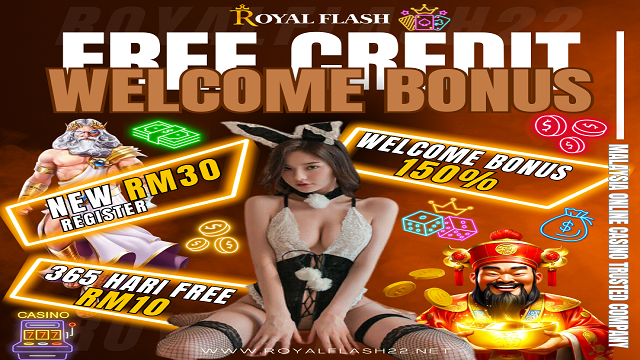 ROYALFLASH22
ROYAL FLASH
FREE CREDIT
WELCOME BONUS
NEW RM30
REGISTER
WELCOME BONUS
150%
365 HARI FREE
RM10
CASINO
777
MALAYSIA ONLINE CASINO TRUSTED COMPANY
WWW.ROYALFLASH22.NET